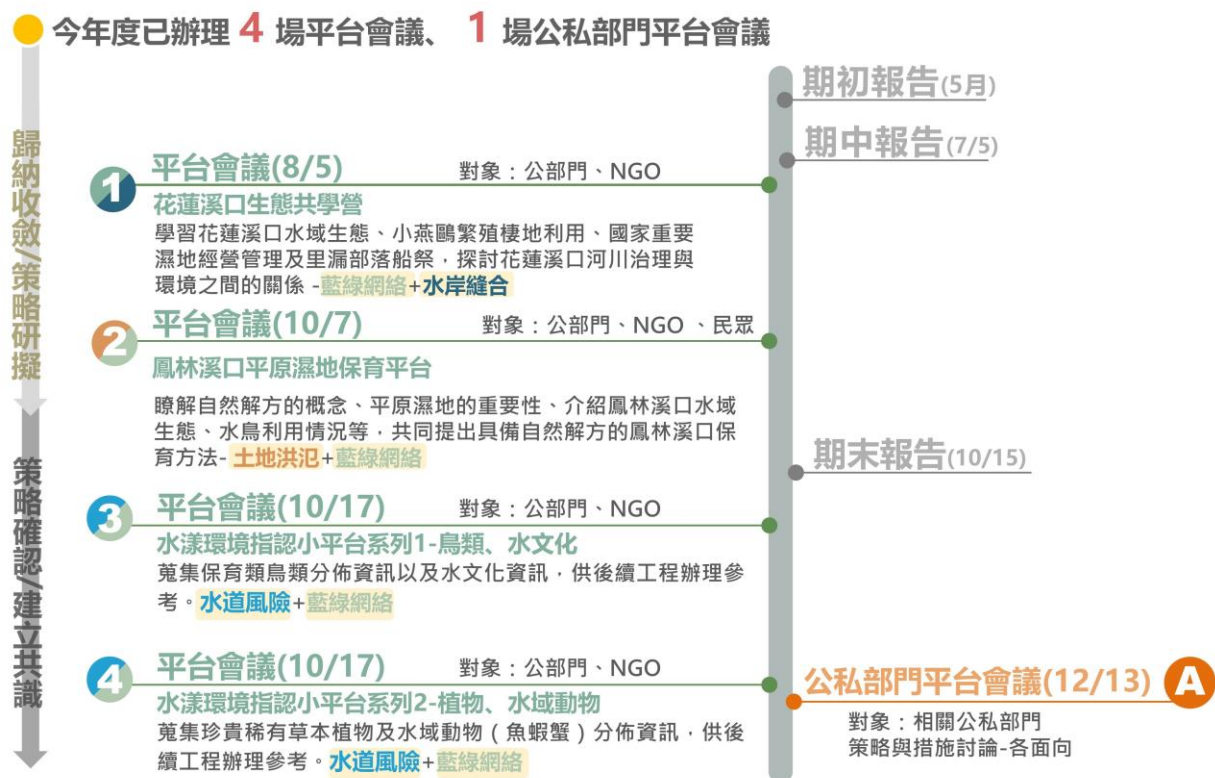 今年度已辦理 4 場平台會議、 1 場公私部門平台會議
歸納收斂/策略研擬
策略確認/建立共識
1
平台會議(8/5)
對象：公部門、NGO
花蓮溪口生態共學營
學習花蓮溪口水域生態、小燕鷗繁殖棲地利用、國家重要
濕地經營管理及里漏部落船祭，探討花蓮溪口河川治理與
環境之間的關係 -藍綠網絡+水岸縫合
2
平台會議(10/7)
對象：公部門、NGO 、民眾
鳳林溪口平原濕地保育平台
瞭解自然解方的概念、平原濕地的重要性、介紹鳳林溪口水域
生態、水鳥利用情況等，共同提出具備自然解方的鳳林溪口保
育方法- 土地洪氾+藍綠網絡
3
平台會議(10/17)
對象：公部門、NGO
水漾環境指認小平台系列1-鳥類、水文化
蒐集保育類鳥類分佈資訊以及水文化資訊，供後續工程辦理參
考。水道風險+藍綠網絡
4
平台會議(10/17)
對象：公部門、NGO
水漾環境指認小平台系列2-植物、水域動物
蒐集珍貴稀有草本植物及水域動物（魚蝦蟹）分佈資訊，供後
續工程辦理參考。水道風險+藍綠網絡
期初報告(5月)
期中報告(7/5)
期末報告(10/15)
公私部門平台會議(12/13) A
對象：相關公私部門
策略與措施討論-各面向